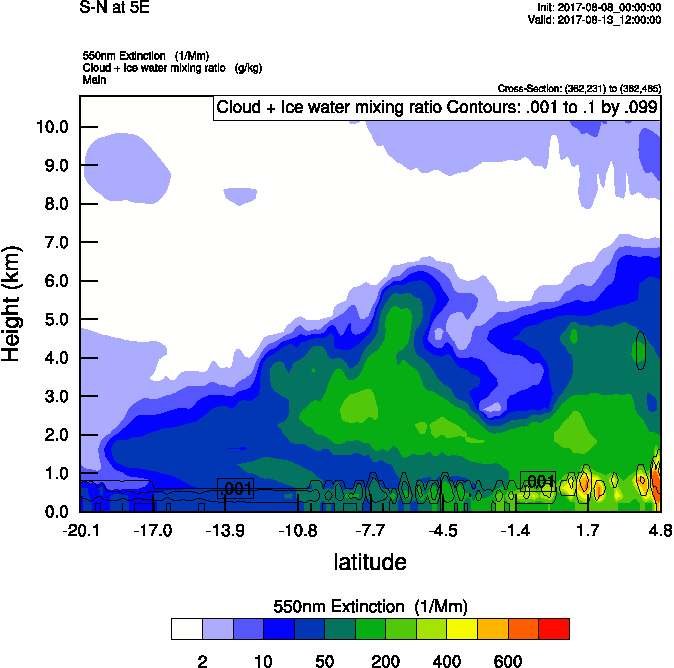 S-N at 5E
Init: 2017-08-08_00:00:00
Valid: 2017-08-13_12:00:00
550nm Extinction (1/Mm)
Cloud + Ice water mixing ratio (g/kg)
Main
Cross-Section: (362,231) to (362,485)
Cloud + Ice water mixing ratio Contours: .001 to .1 by .099
10.0
9.0
8.0
7.0
6.0
5.0
4.0
3.0
2.0
1.0
0.0
Height (km)
.001
.001
-20.1 -17.0 -13.9 -10.8 -7.7 -4.5 -1.4 1.7 4.8
latitude
550nm Extinction (1/Mm)
2 10 50 200 400 600